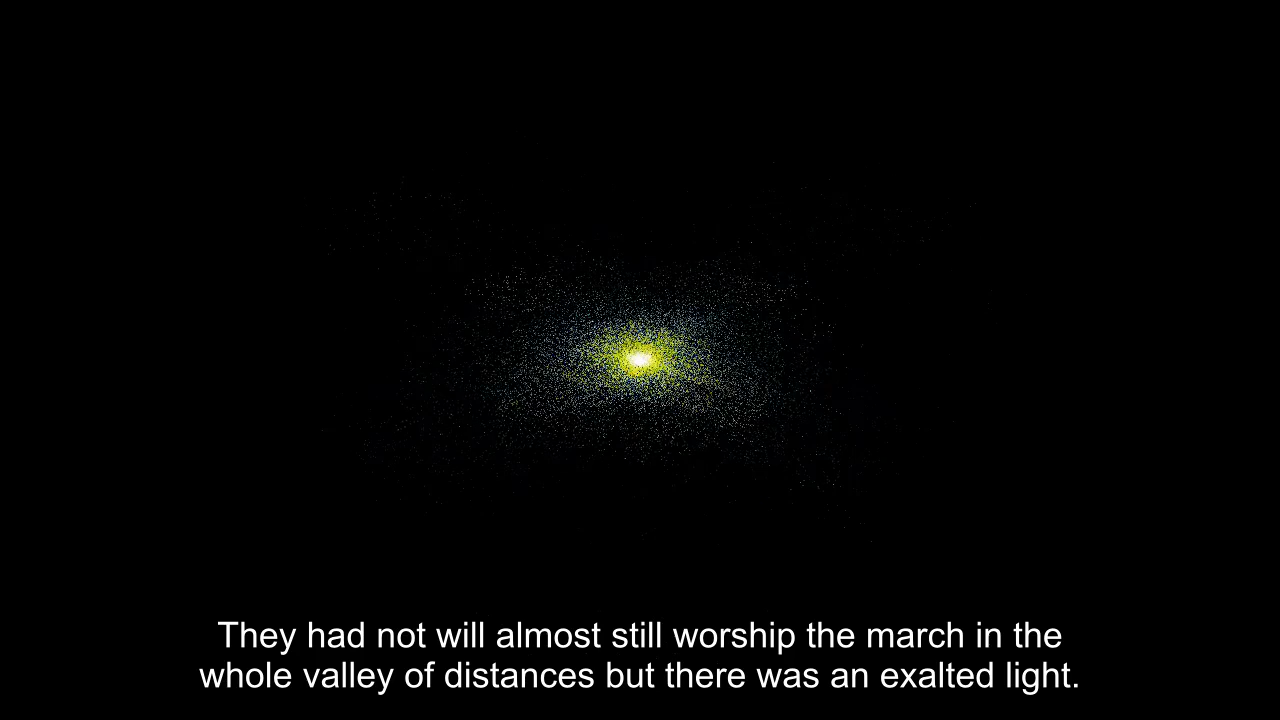 They had not will almost still worship the march in the
whole valley of distances but there was an exalted light.